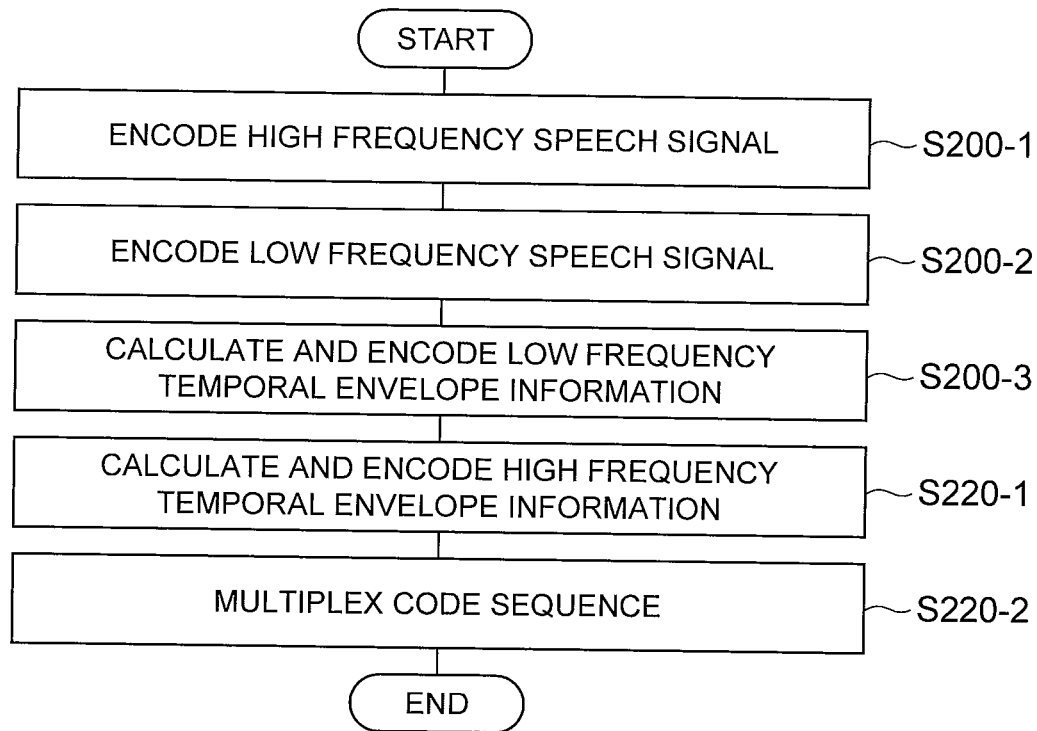 START
ENCODE HIGH FREQUENCY SPEECH SIGNAL
S200-1
ENCODE LOW FREQUENCY SPEECH SIGNAL
S200-2
CALCULATE AND ENCODE LOW FREQUENCY
TEMPORAL ENVELOPE INFORMATION
S200-3
CALCULATE AND ENCODE HIGH FREQUENCY
TEMPORAL ENVELOPE INFORMATION
S220-1
MULTIPLEX CODE SEQUENCE
S220-2
END